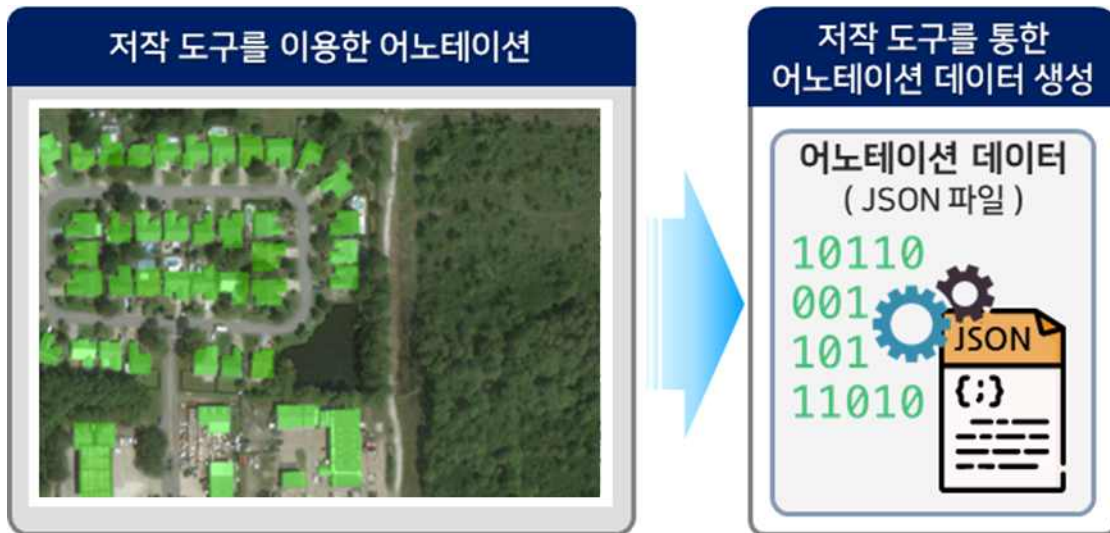 저작 도구를 이용한 어노테이션
저작 도구를 통한
어노테이션 데이터 생성
어노테이션 데이터
( JSON 파일 )
10110
001
101
11010
JSON
{;}